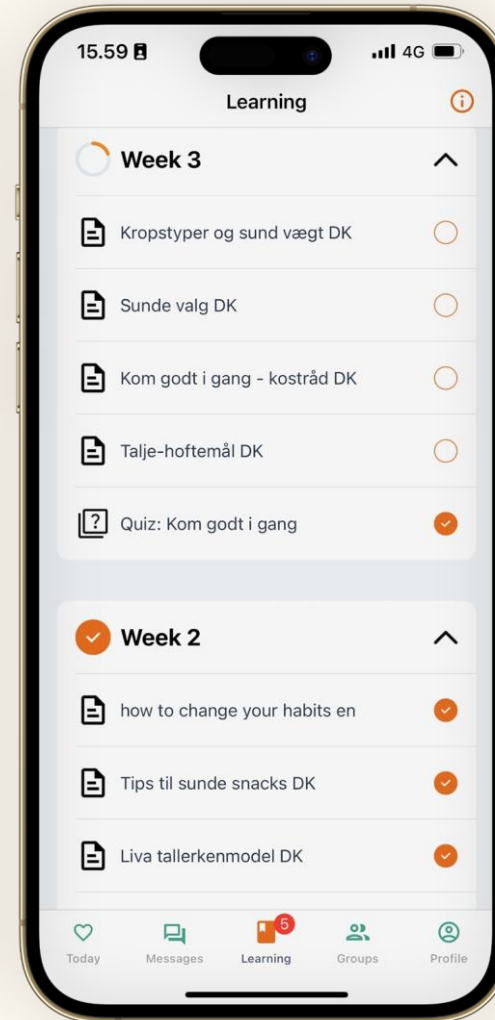 15.59
4G
Learning
Week 3
Kropstyper og sund vægt DK
Sunde valg DK
Kom godt i gang - kostråd DK
Talje-hoftemål DK
Quiz: Kom godt i gang
Week 2
how to change your habits en
Tips til sunde snacks DK
Liva tallerkenmodel DK
5
Today
Messages
Learning
Groups
Profile